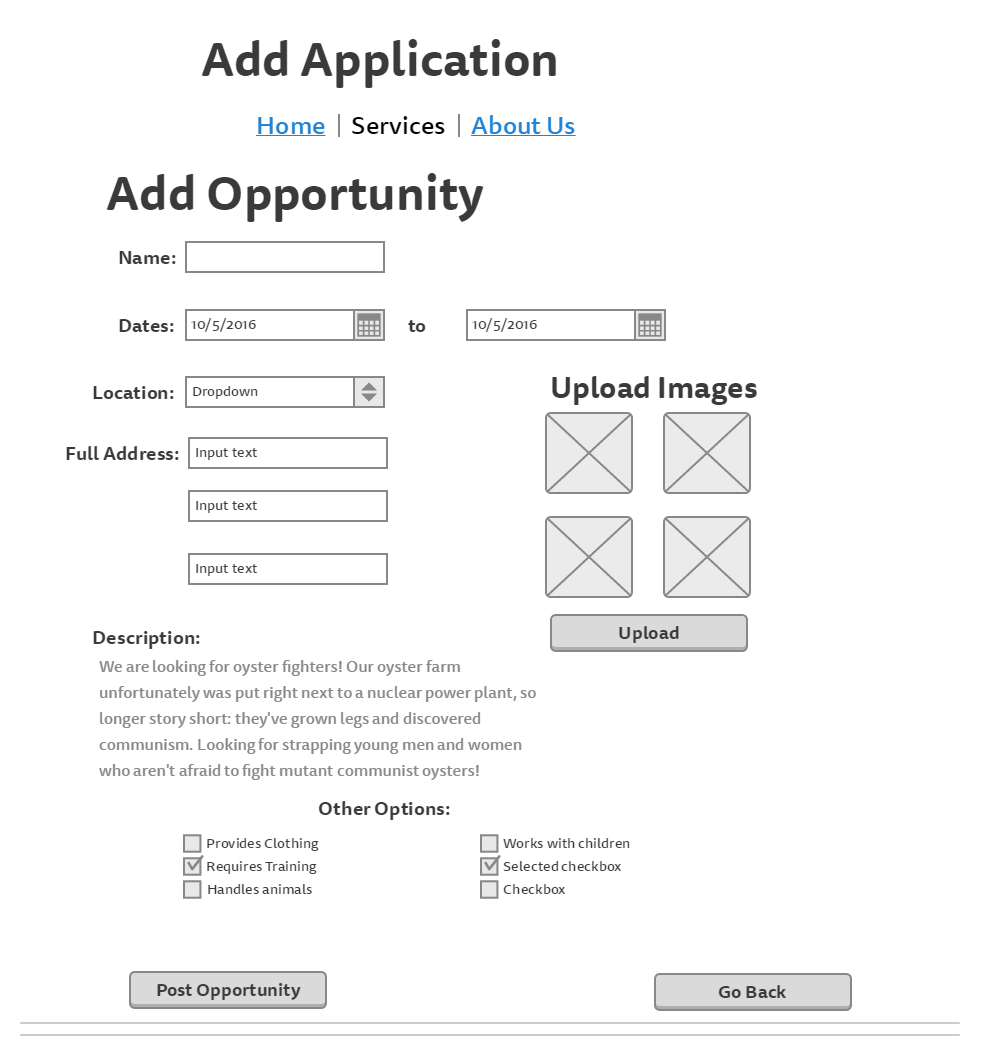 Add Application
Home | Services | About Us
Add Opportunity
Name:
Dates: 10/5/2016 to 10/5/2016
Location: Dropdown
Upload Images
Full Address: Input text
Input text
Input text
Upload
Description:
We are looking for oyster fighters! Our oyster farm
unfortunately was put right next to a nuclear power plant, so
longer story short: they've grown legs and discovered
communism. Looking for strapping young men and women
who aren't afraid to fight mutant communist oysters!
Other Options:
Provides Clothing Works with children
Requires Training Selected checkbox
Handles animals Checkbox
Post Opportunity Go Back